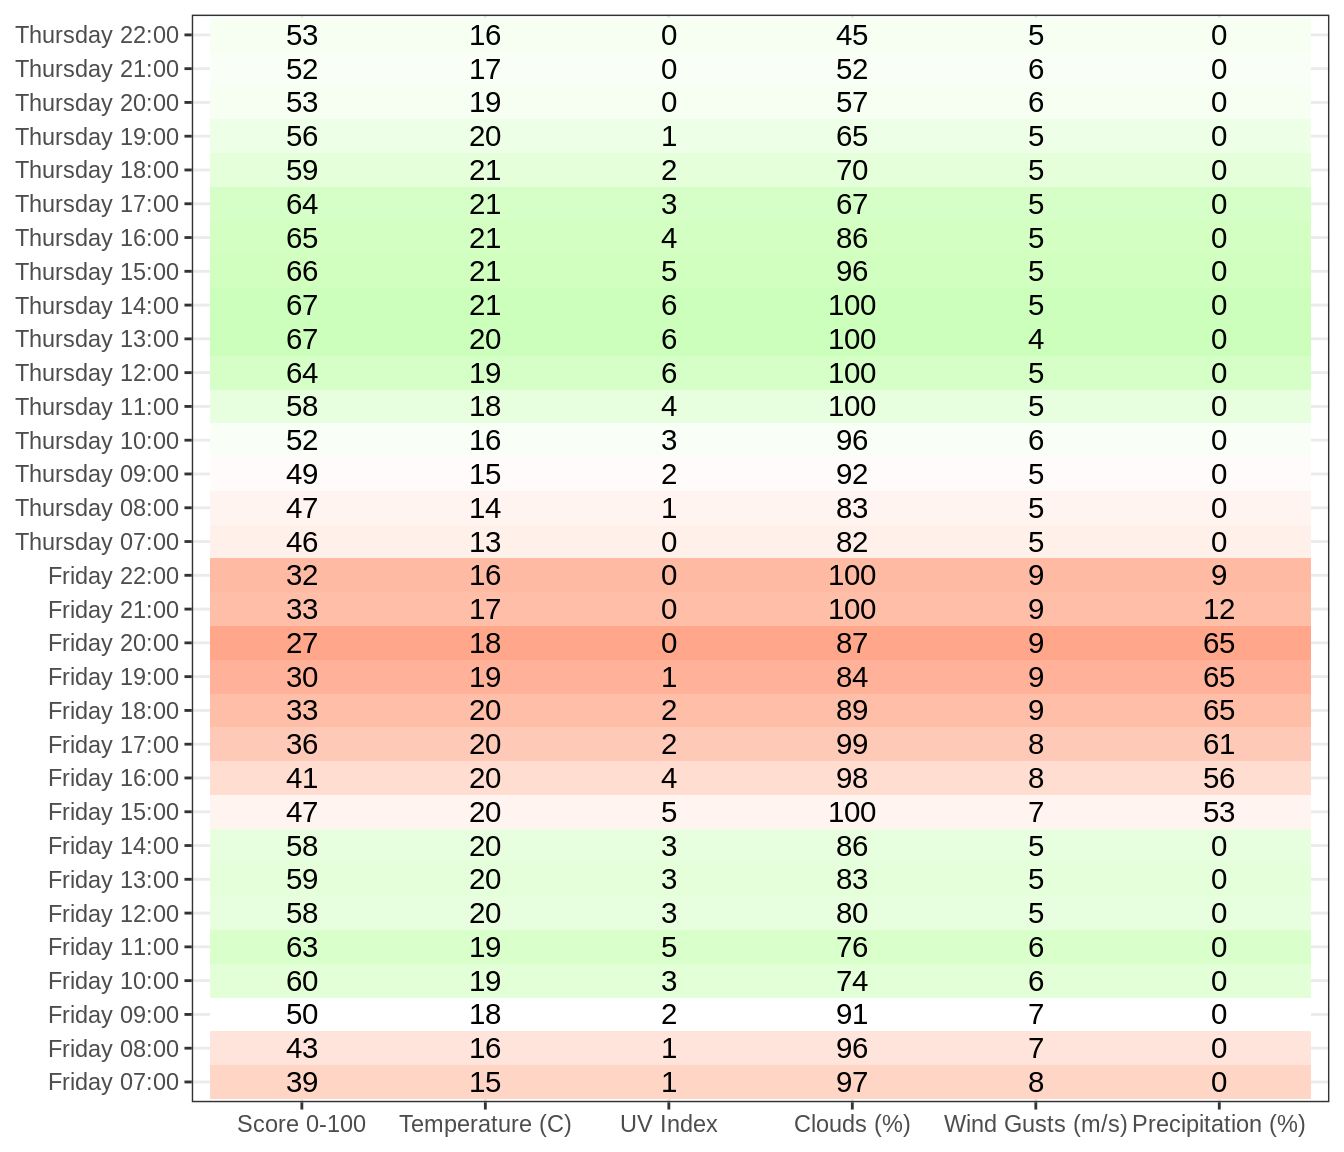 Thursday 22:00 53 16 0 45 5 0
Thursday 21:00 52 17 0 52 6 0
Thursday 20:00 53 19 0 57 6 0
Thursday 19:00 56 20 1 65 5 0
Thursday 18:00 59 21 2 70 5 0
Thursday 17:00 64 21 3 67 5 0
Thursday 16:00 65 21 4 86 5 0
Thursday 15:00 66 21 5 96 5 0
Thursday 14:00 67 21 6 100 5 0
Thursday 13:00 67 20 6 100 4 0
Thursday 12:00 64 19 6 100 5 0
Thursday 11:00 58 18 4 100 5 0
Thursday 10:00 52 16 3 96 6 0
Thursday 09:00 49 15 2 92 5 0
Thursday 08:00 47 14 1 83 5 0
Thursday 07:00 46 13 0 82 5 0
Friday 22:00 32 16 0 100 9 9
Friday 21:00 33 17 0 100 9 12
Friday 20:00 27 18 0 87 9 65
Friday 19:00 30 19 1 84 9 65
Friday 18:00 33 20 2 89 9 65
Friday 17:00 36 20 2 99 8 61
Friday 16:00 41 20 4 98 8 56
Friday 15:00 47 20 5 100 7 53
Friday 14:00 58 20 3 86 5 0
Friday 13:00 59 20 3 83 5 0
Friday 12:00 58 20 3 80 5 0
Friday 11:00 63 19 5 76 6 0
Friday 10:00 60 19 3 74 6 0
Friday 09:00 50 18 2 91 7 0
Friday 08:00 43 16 1 96 7 0
Friday 07:00 39 15 1 97 8 0
Score 0-100 Temperature (C) UV Index Clouds (%) Wind Gusts (m/s) Precipitation (%)